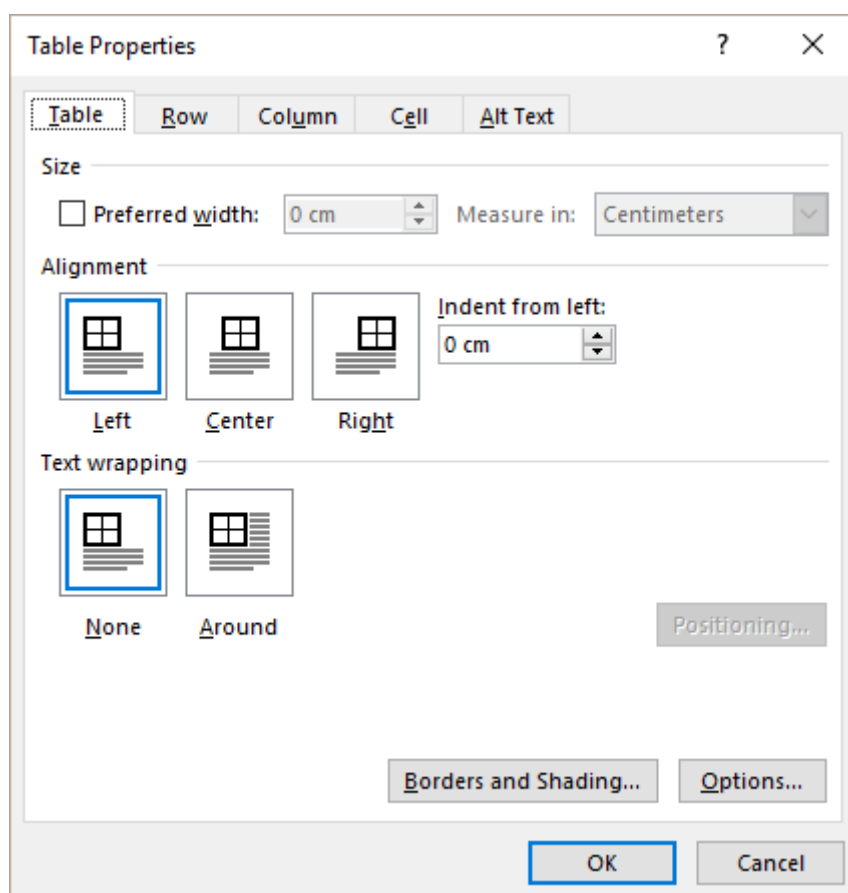 Table Properties ?
Table Row Column Cell Alt Text
Size
Preferred width: 0 cm Measure in: Centimeters
Alignment
Indent from left:
0 cm
Left Center Right
Text wrapping
None Around
Positioning...
Borders and Shading... Options...
OK Cancel